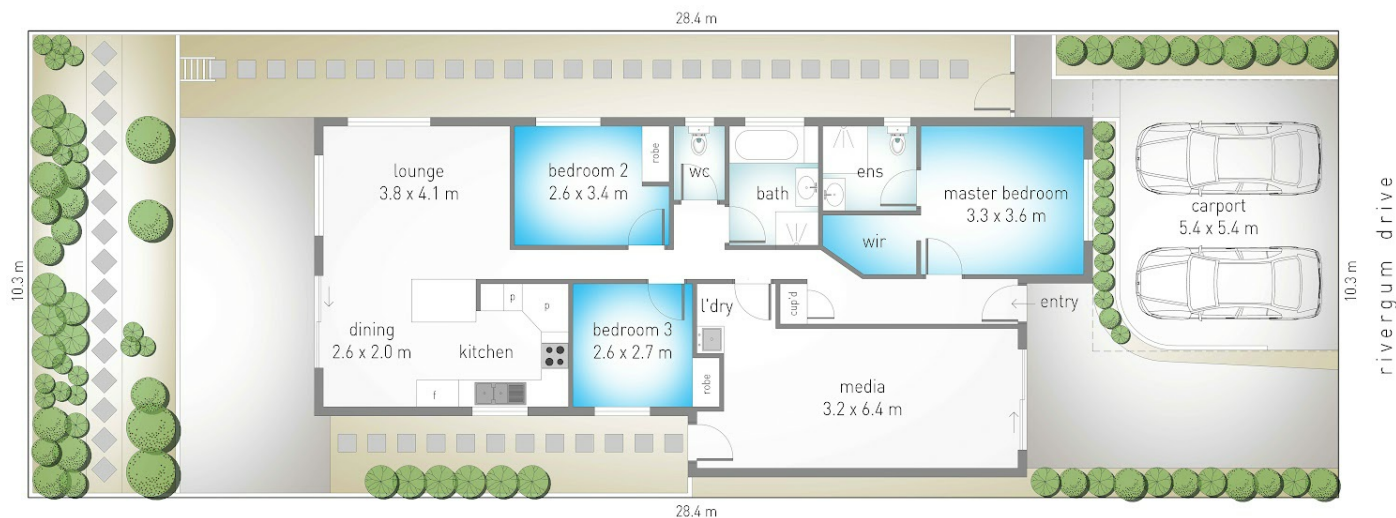 28.4 m
10.3 m
lounge
3.8 x 4.1 m
bedroom 2
2.6 x 3.4 m
robe
wc
bath
ens
wir
master bedroom
3.3 x 3.6 m
carport
5.4 x 5.4 m
entry
10.3 m
rivergum drive
dining
2.6 x 2.0 m
kitchen
p
p
f
bedroom 3
2.6 x 2.7 m
robe
l'dry
cup'd
media
3.2 x 6.4 m
28.4 m